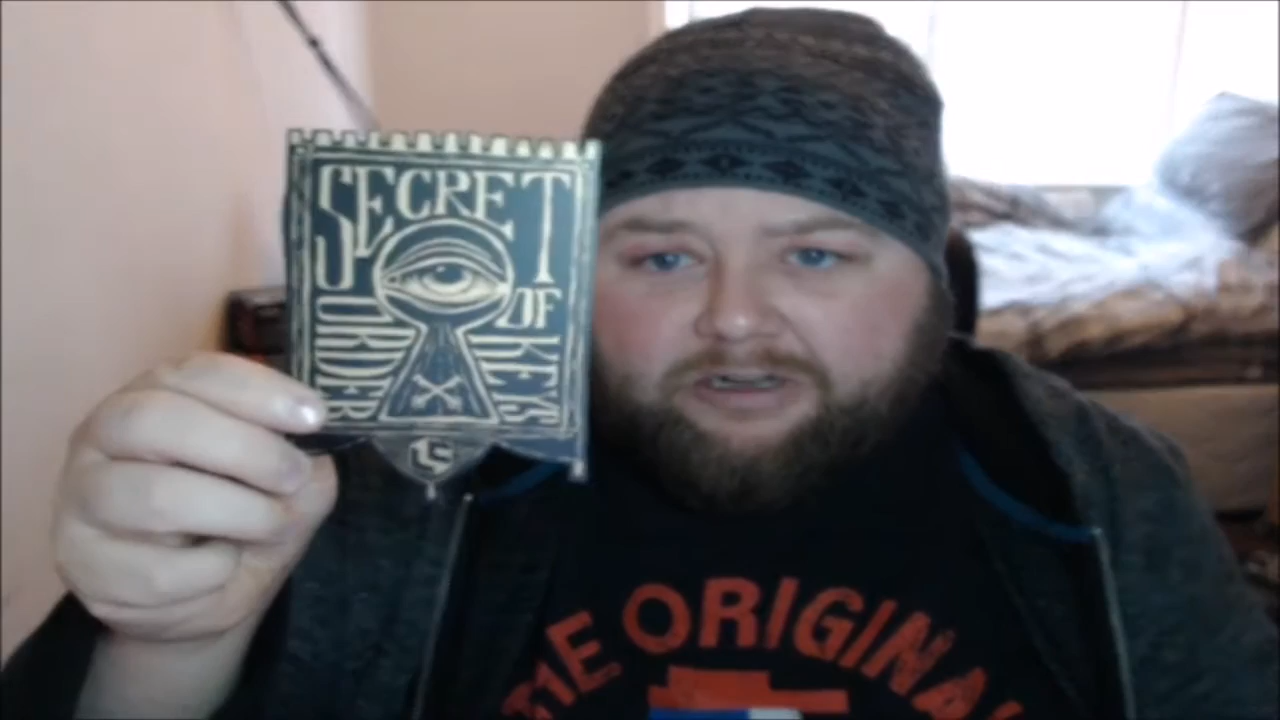 SECRET
ORDER
OF
KEYS
THE ORIGINAL